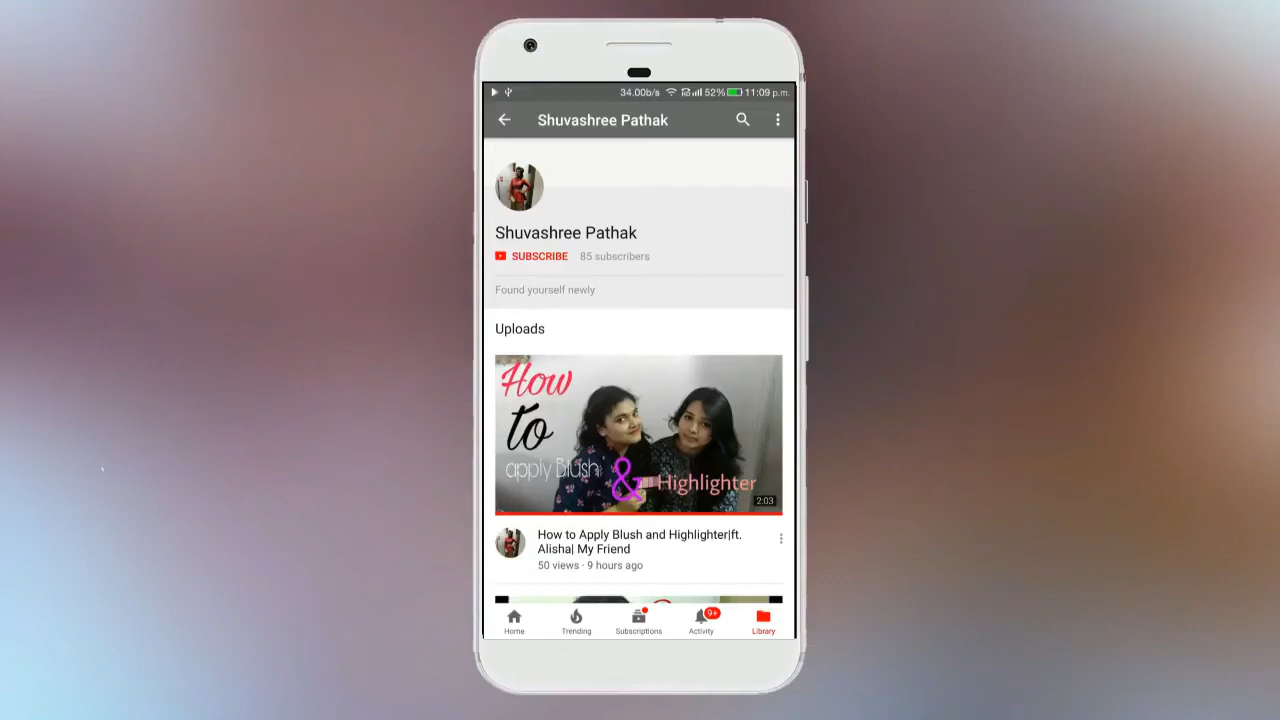 34.00b/s 52% 11:09 p.m.
Shuvashree Pathak
Shuvashree Pathak
SUBSCRIBE 85 subscribers
Found yourself newly
Uploads
How
to
apply Blush & Highlighter
2:03
How to Apply Blush and Highlighter|ft.
Alisha| My Friend
50 views · 9 hours ago
9+
Home Trending Subscriptions Activity Library